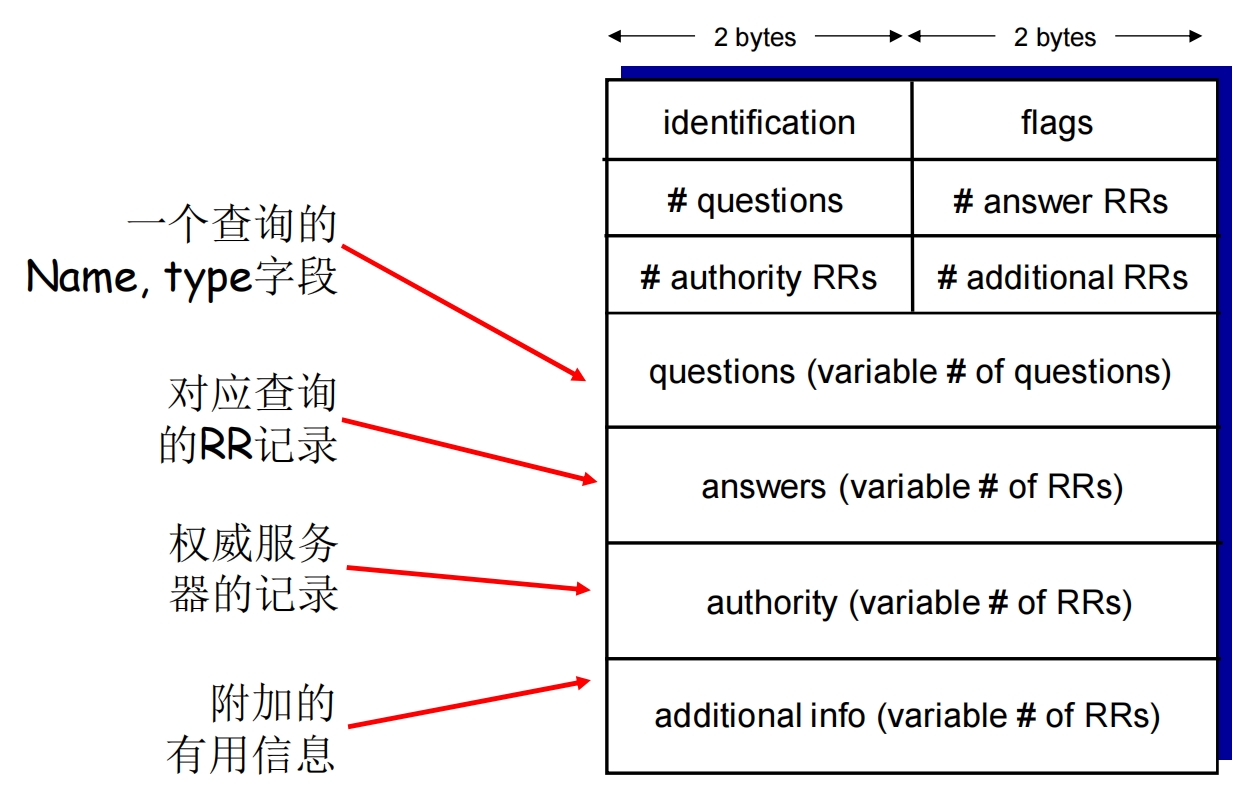 2 bytes 2 bytes
identification flags
# questions # answer RRs
# authority RRs # additional RRs
一个查询的
Name, type字段
questions (variable # of questions)
对应查询
的RR记录
answers (variable # of RRs)
权威服务
器的记录
authority (variable # of RRs)
附加的
有用信息
additional info (variable # of RRs)